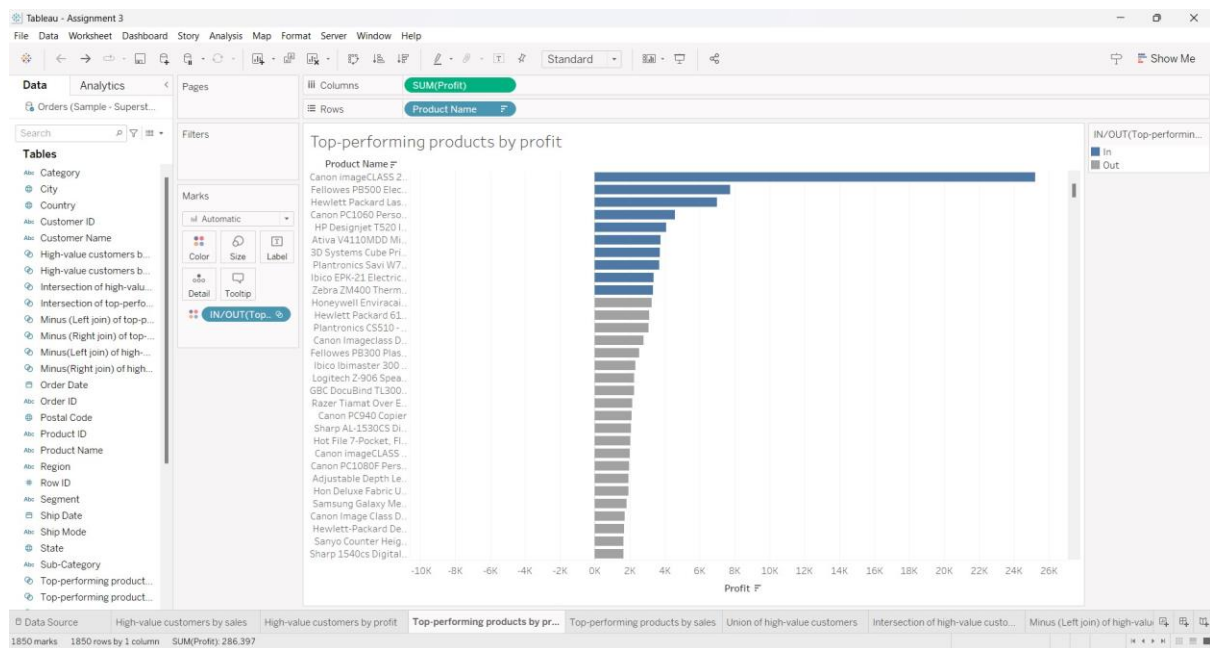 Tableau - Assignment 3
File Data Worksheet Dashboard Story Analysis Map Format Server Window Help
Standard
Show Me
Data Analytics
Orders (Sample - Superst...
Search
Tables
Abc Category
City
Country
Abc Customer ID
Abc Customer Name
High-value customers b...
High-value customers b...
Intersection of high-valu...
Intersection of top-perfo...
Minus (Left join) of top-p...
Minus (Right join) of top-...
Minus(Left join) of high-...
Minus(Right join) of high...
Order Date
Abc Order ID
Postal Code
Abc Product ID
Abc Product Name
Abc Region
# Row ID
Abc Segment
Ship Date
Abc Ship Mode
State
Abc Sub-Category
Top-performing product...
Top-performing product...
Pages
Filters
Marks
Automatic
Color Size Label
Detail Tooltip
IN/OUT(Top..
Columns SUM(Profit)
Rows Product Name
Top-performing products by profit
Product Name
Canon imageCLASS 2..
Fellowes PB500 Elec..
Hewlett Packard Las..
Canon PC1060 Perso..
HP Designjet T520 I..
Ativa V4110MDD Mi..
3D Systems Cube Pri..
Plantronics Savi W7..
Ibico EPK-21 Electric..
Zebra ZM400 Therm..
Honeywell Enviracai..
Hewlett Packard 61..
Plantronics CS510 -..
Canon Imageclass D..
Fellowes PB300 Plas..
Ibico Ibimaster 300 ..
Logitech Z-906 Spea..
GBC DocuBind TL300..
Razer Tiamat Over E..
Canon PC940 Copier
Sharp AL-1530CS Di..
Hot File 7-Pocket, Fl..
Canon imageCLASS ..
Canon PC1080F Pers..
Adjustable Depth Le..
Hon Deluxe Fabric U..
Samsung Galaxy Me..
Canon Image Class D..
Hewlett-Packard De..
Sanyo Counter Heig..
Sharp 1540cs Digital..
-10K -8K -6K -4K -2K 0K 2K 4K 6K 8K 10K 12K 14K 16K 18K 20K 22K 24K 26K
Profit
IN/OUT(Top-performin...
In
Out
Data Source High-value customers by sales High-value customers by profit Top-performing products by pr... Top-performing products by sales Union of high-value customers Intersection of high-value custo... Minus (Left join) of high-valu
1850 marks 1850 rows by 1 column SUM(Profit): 286.397